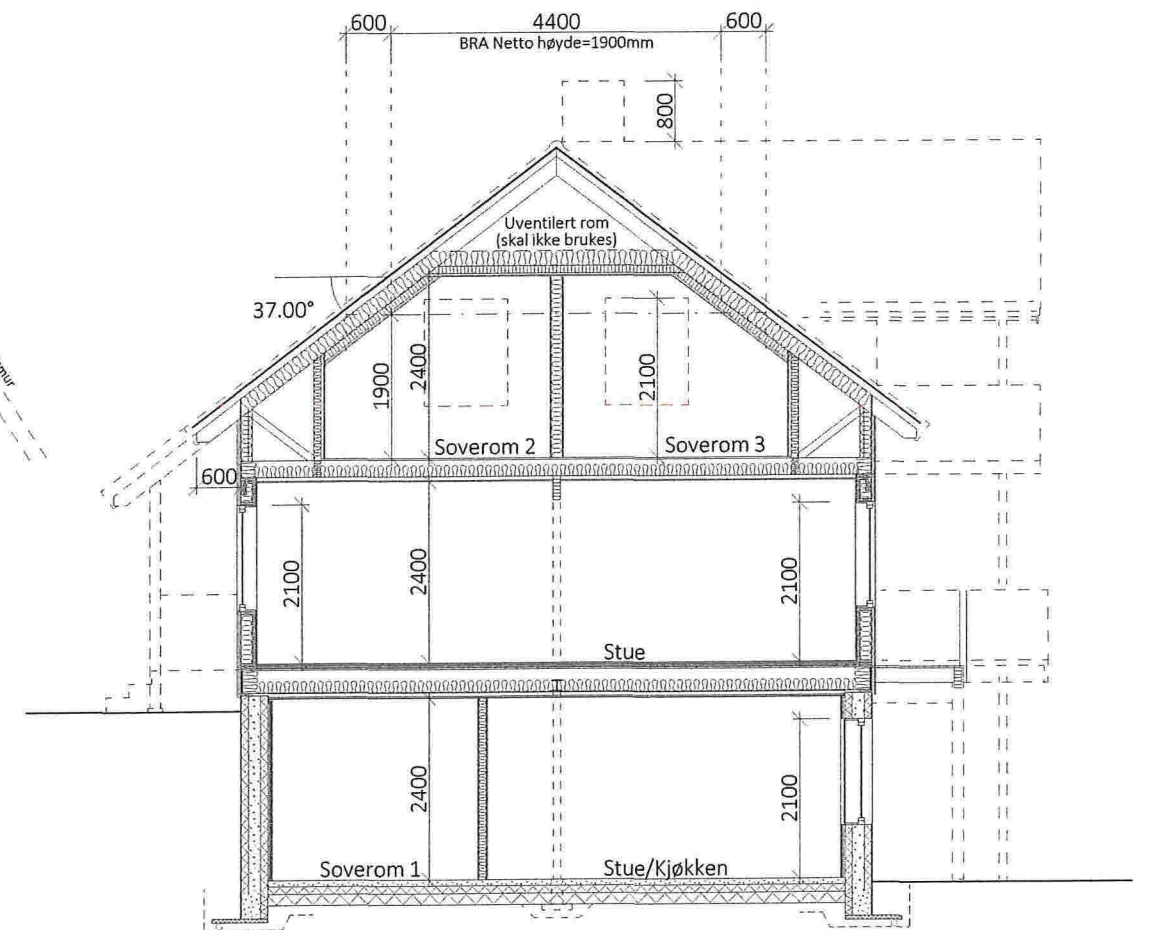 600 4400 600
BRA Netto høyde=1900mm
800
Uventilert rom
(skal ikke brukes)
37.00°
1900
2400
2100
Soverom 2
Soverom 3
600
2100
2400
2100
Stue
2400
2100
Soverom 1
Stue/Kjøkken